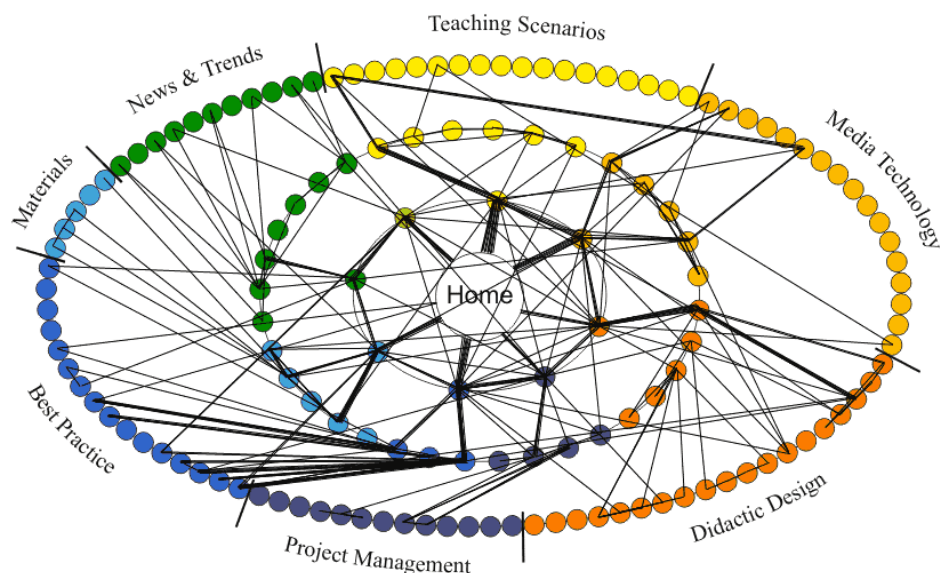 Teaching Scenarios
News & Trends
Media Technology
Materials
Home
Best Practice
Didactic Design
Project Management